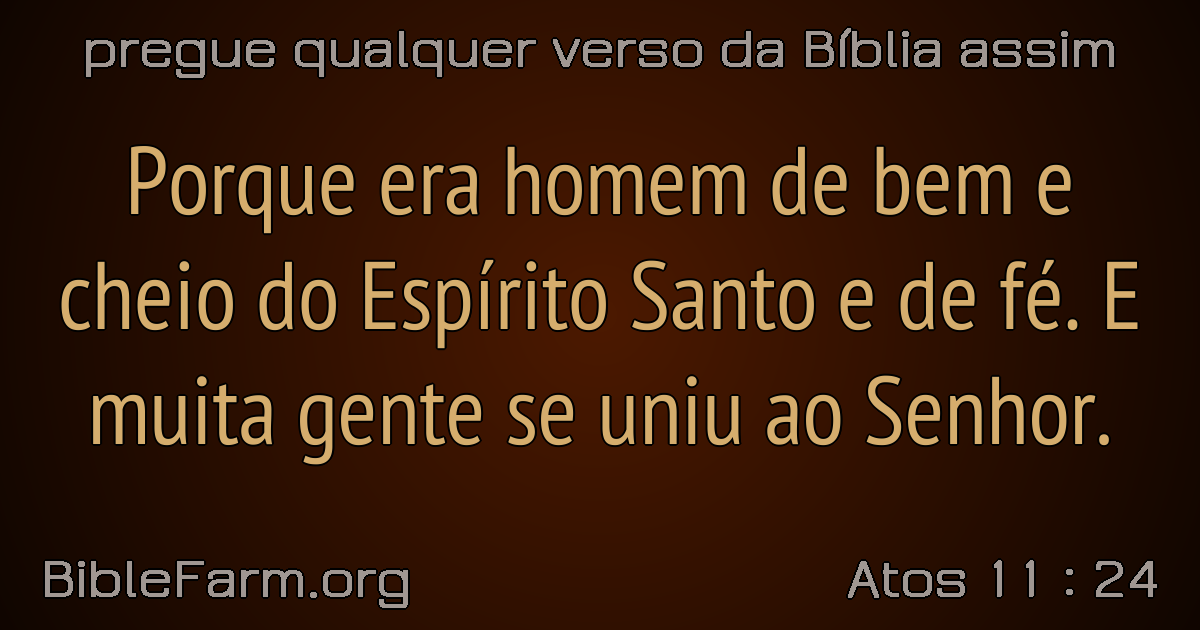 pregue qualquer verso da Bíblia assim
Porque era homem de bem e
cheio do Espírito Santo e de fé. E
muita gente se uniu ao Senhor.
BibleFarm.org
Atos 11 : 24